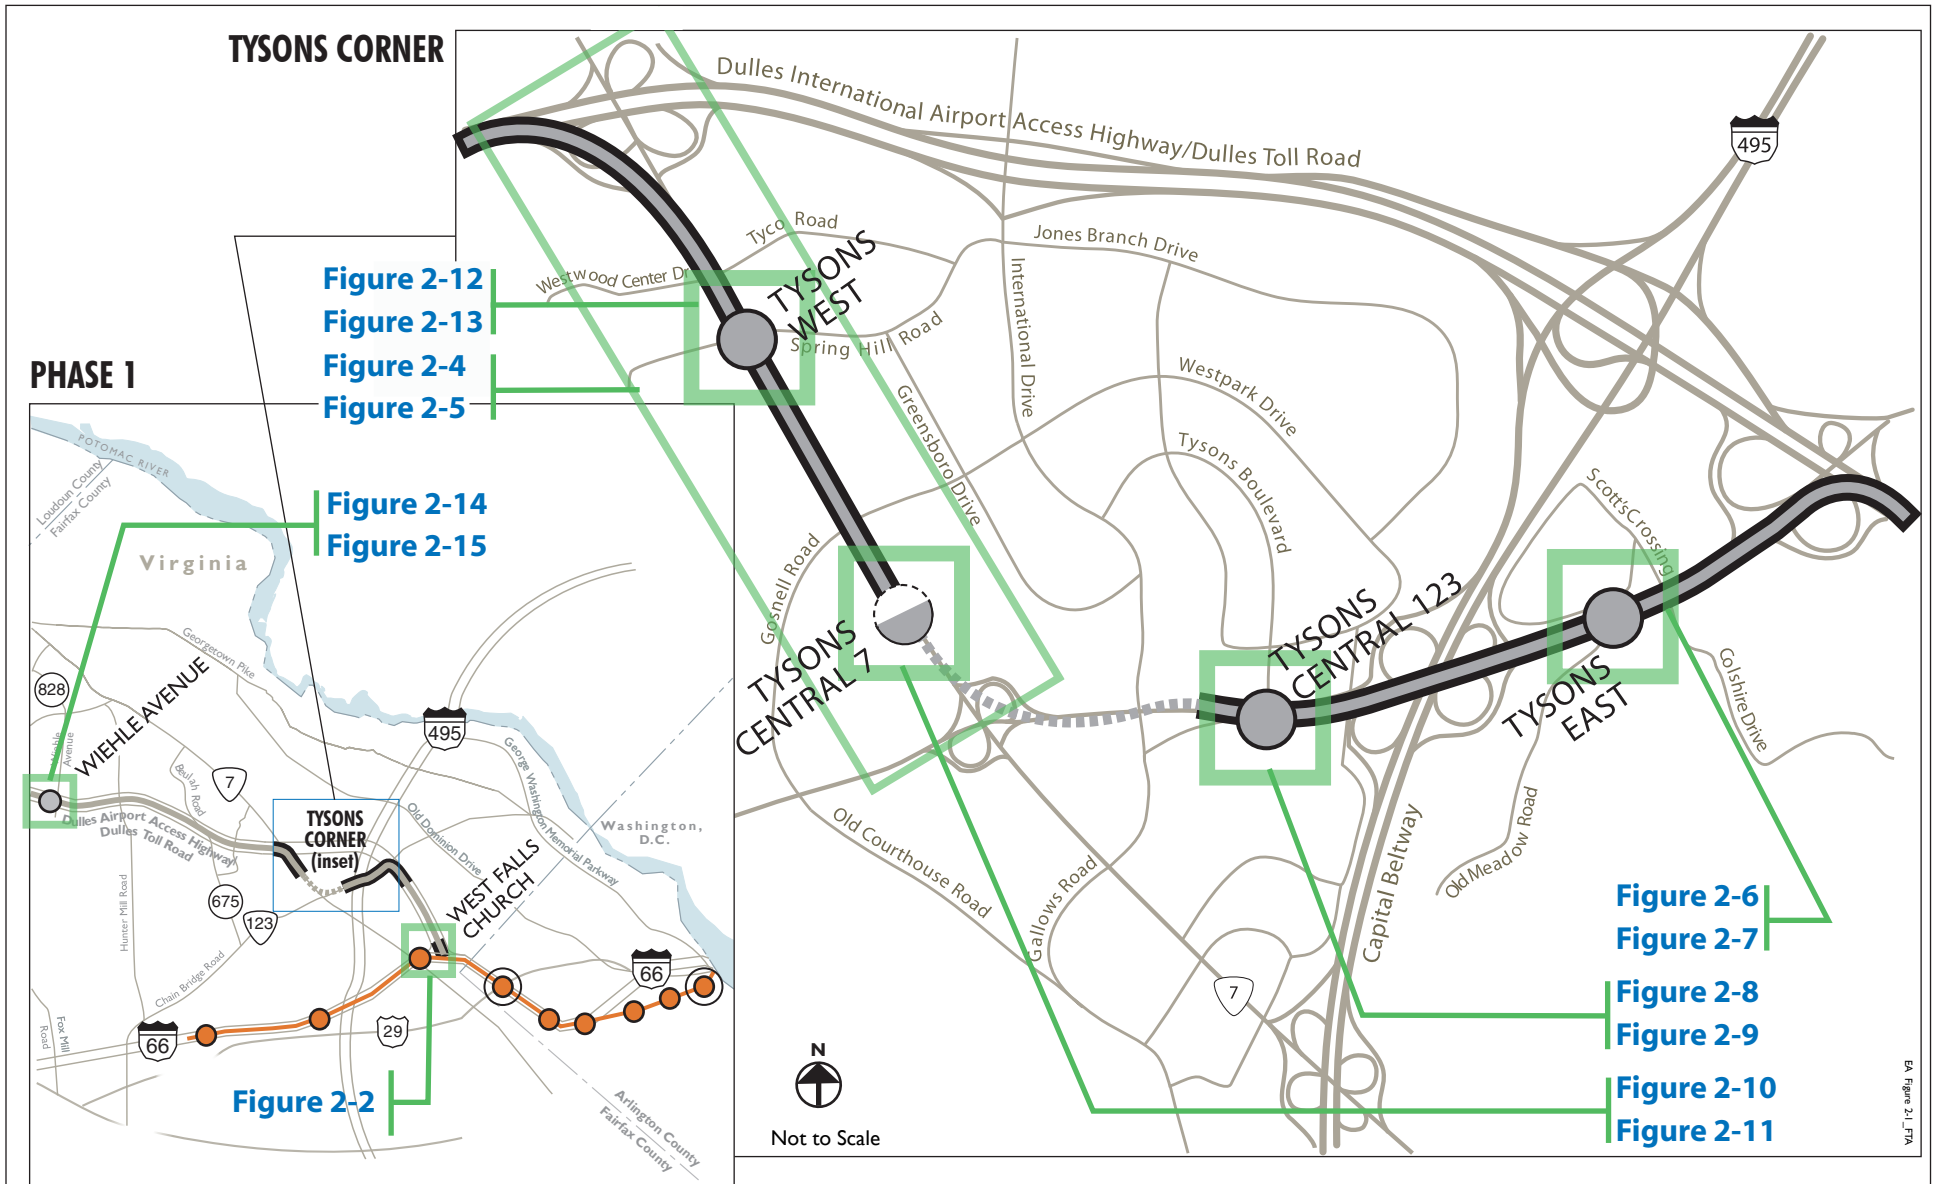 TYSONS CORNER
Dulles International Airport Access Highway/Dulles Toll Road
495
Tyco Road
Westwood Center Dr
TYSONS
WEST
Spring Hill Road
Jones Branch Drive
International Drive
Greensboro Drive
Westpark Drive
Tysons Boulevard
Gosnell Road
Scott's Crossing
TYSONS
CENTRAL 7
TYSONS
CENTRAL 123
TYSONS
EAST
Colshire Drive
Old Meadow Road
Capital Beltway
Old Courthouse Road
Gallows Road
7
Figure 2-12
Figure 2-13
Figure 2-4
Figure 2-5
Figure 2-6
Figure 2-7
Figure 2-8
Figure 2-9
Figure 2-10
Figure 2-11
N
Not to Scale
EA Figure 2-1_FTA
PHASE 1
POTOMAC RIVER
Loudoun County
Fairfax County
Figure 2-14
Figure 2-15
Virginia
Georgetown Pike
828
WIEHLE AVENUE
Wiehle
Avenue
Beulah Road
7
495
George Washington Memorial Parkway
Dulles Airport Access Highway/
Dulles Toll Road
TYSONS
CORNER
(inset)
Old Dominion Drive
Washington,
D.C.
WEST FALLS
CHURCH
675
123
Hunter Mill Road
Chain Bridge Road
Fox Mill
Road
66
29
66
Figure 2-2
Arlington County
Fairfax County